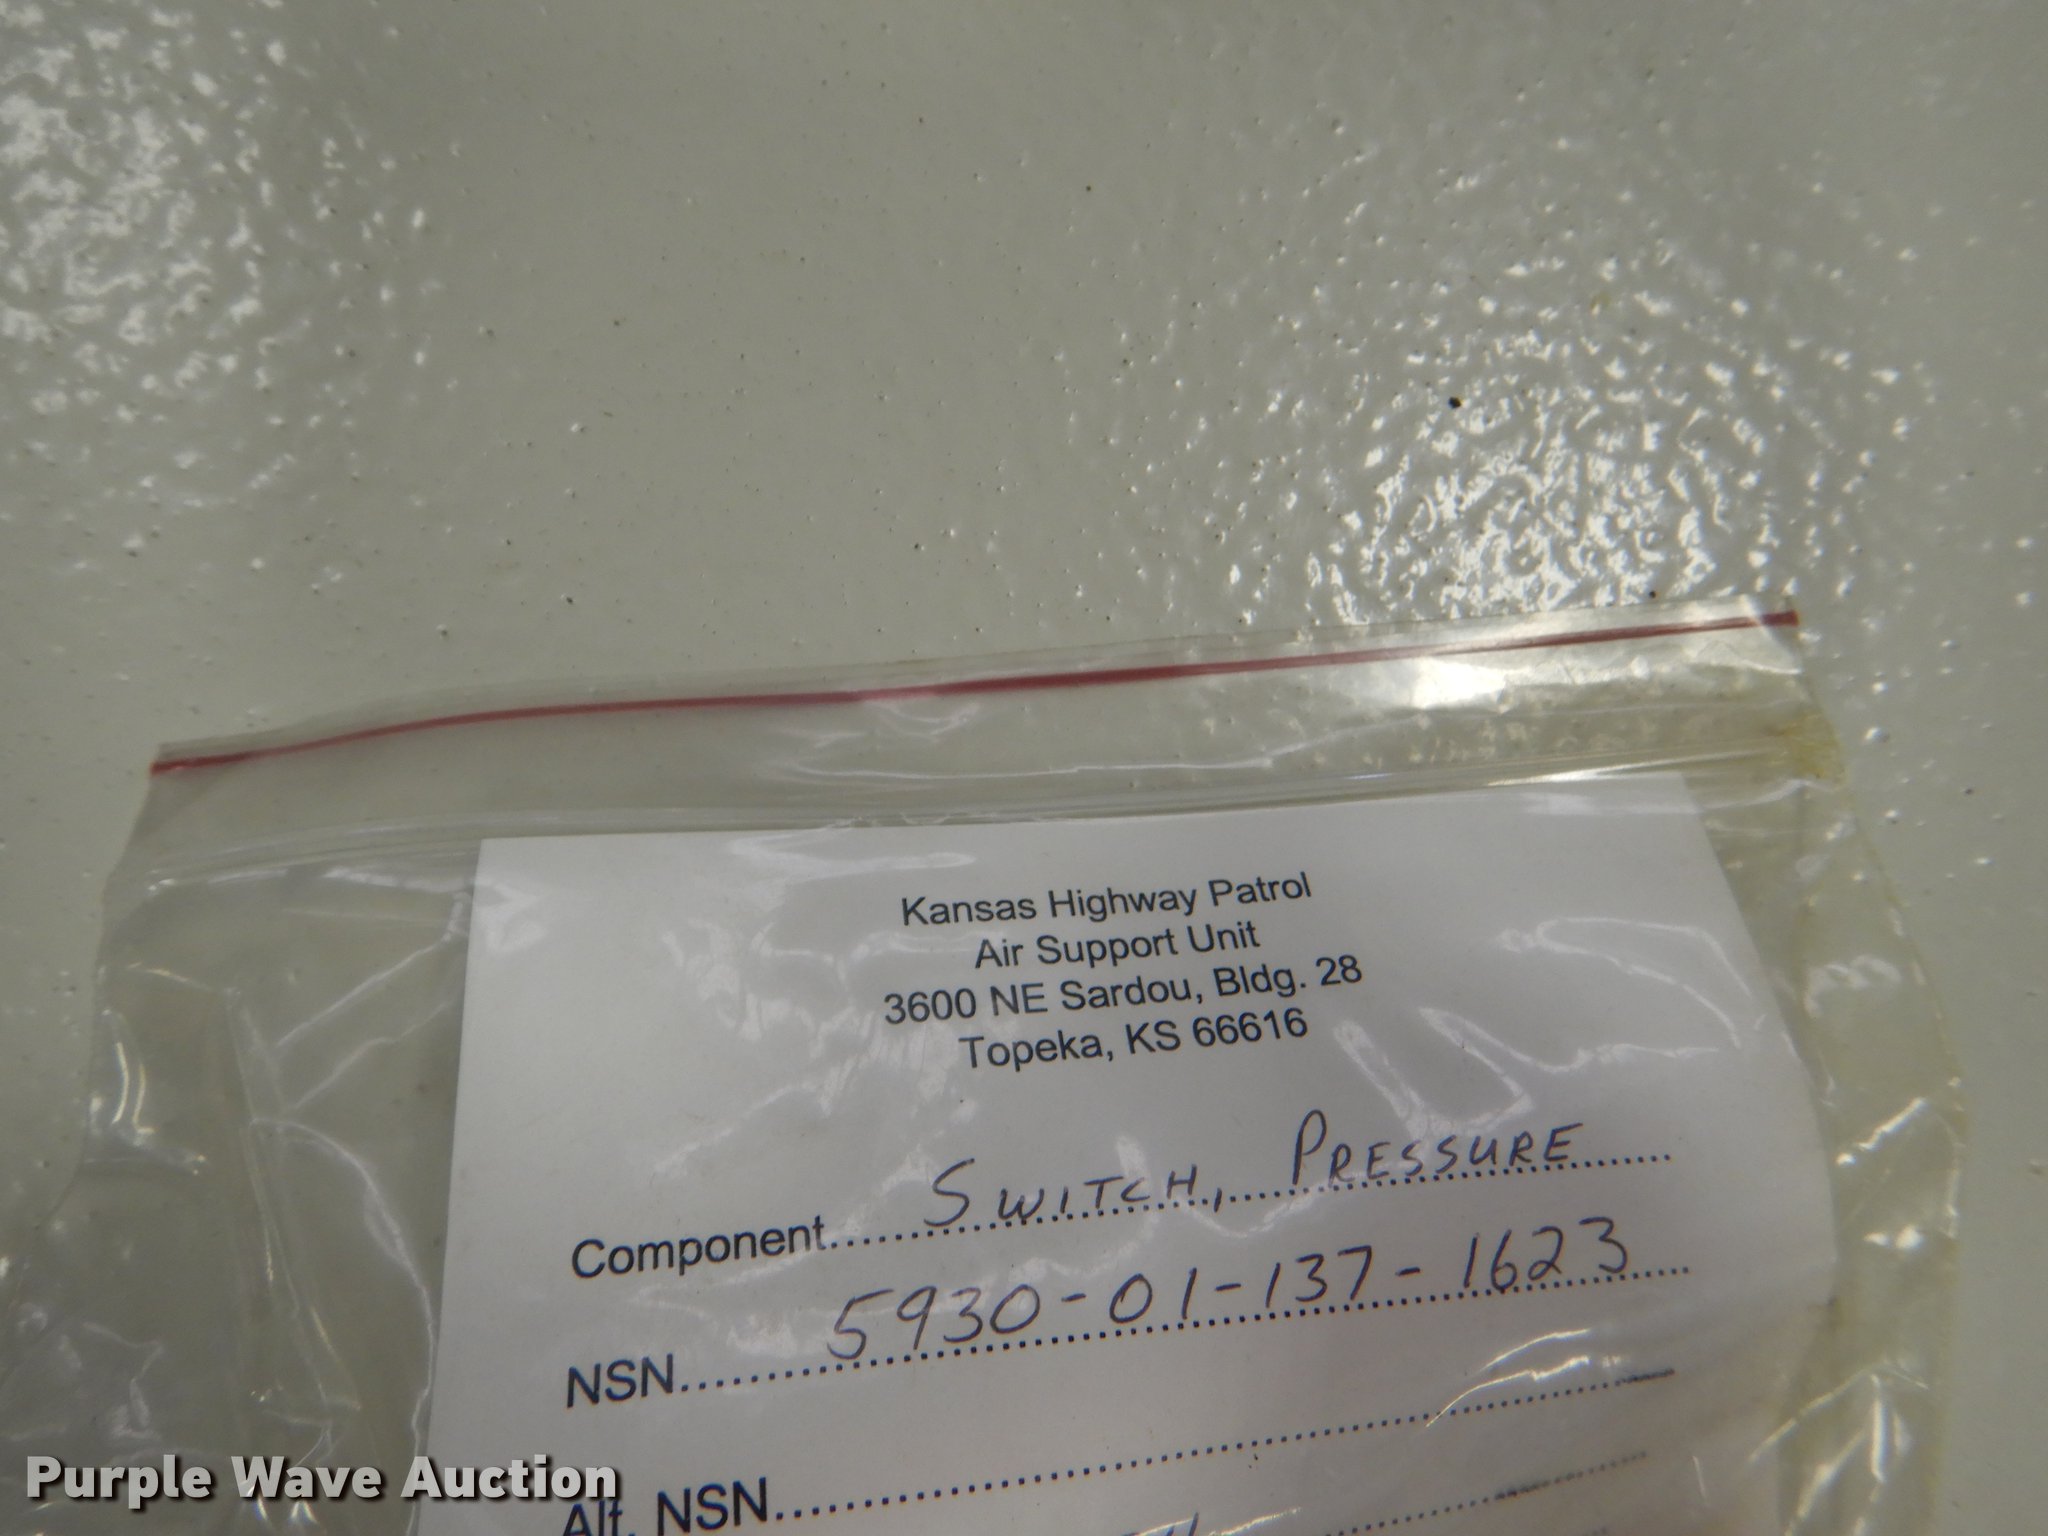 Kansas Highway Patrol
Air Support Unit
3600 NE Sardou, Bldg. 28
Topeka, KS 66616
Component.....Switch, Pressure.....
NSN.....5930-01-137-1623.....
Alt. NSN.....
Purple Wave Auction